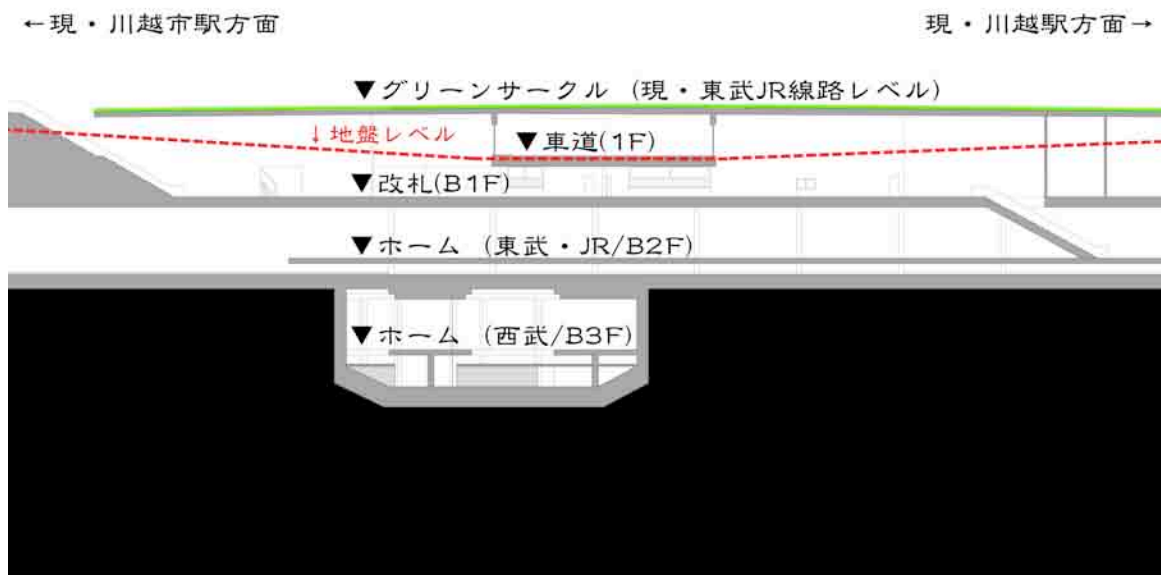 ←現・川越市駅方面
現・川越駅方面→
▼グリーンサークル (現・東武JR線路レベル)
↓地盤レベル
▼車道(1F)
▼改札(B1F)
▼ホーム (東武・JR/B2F)
▼ホーム (西武/B3F)